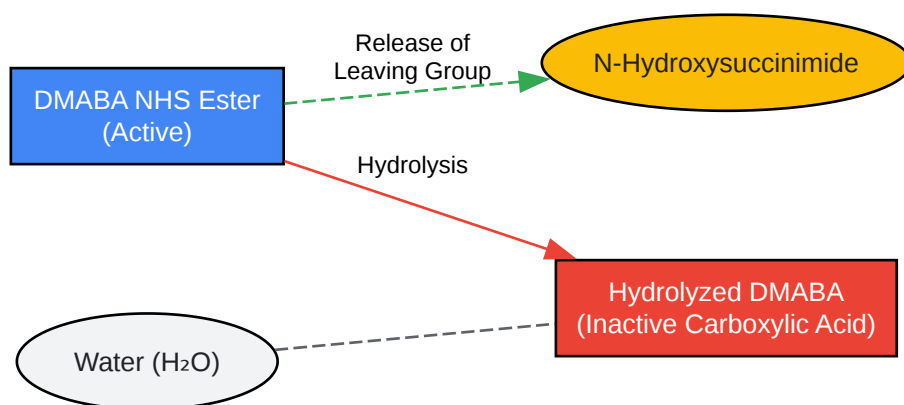 Release of
Leaving Group
N-Hydroxysuccinimide
DMABA NHS Ester
(Active)
Hydrolysis
Hydrolyzed DMABA
(Inactive Carboxylic Acid)
Water (H₂O)